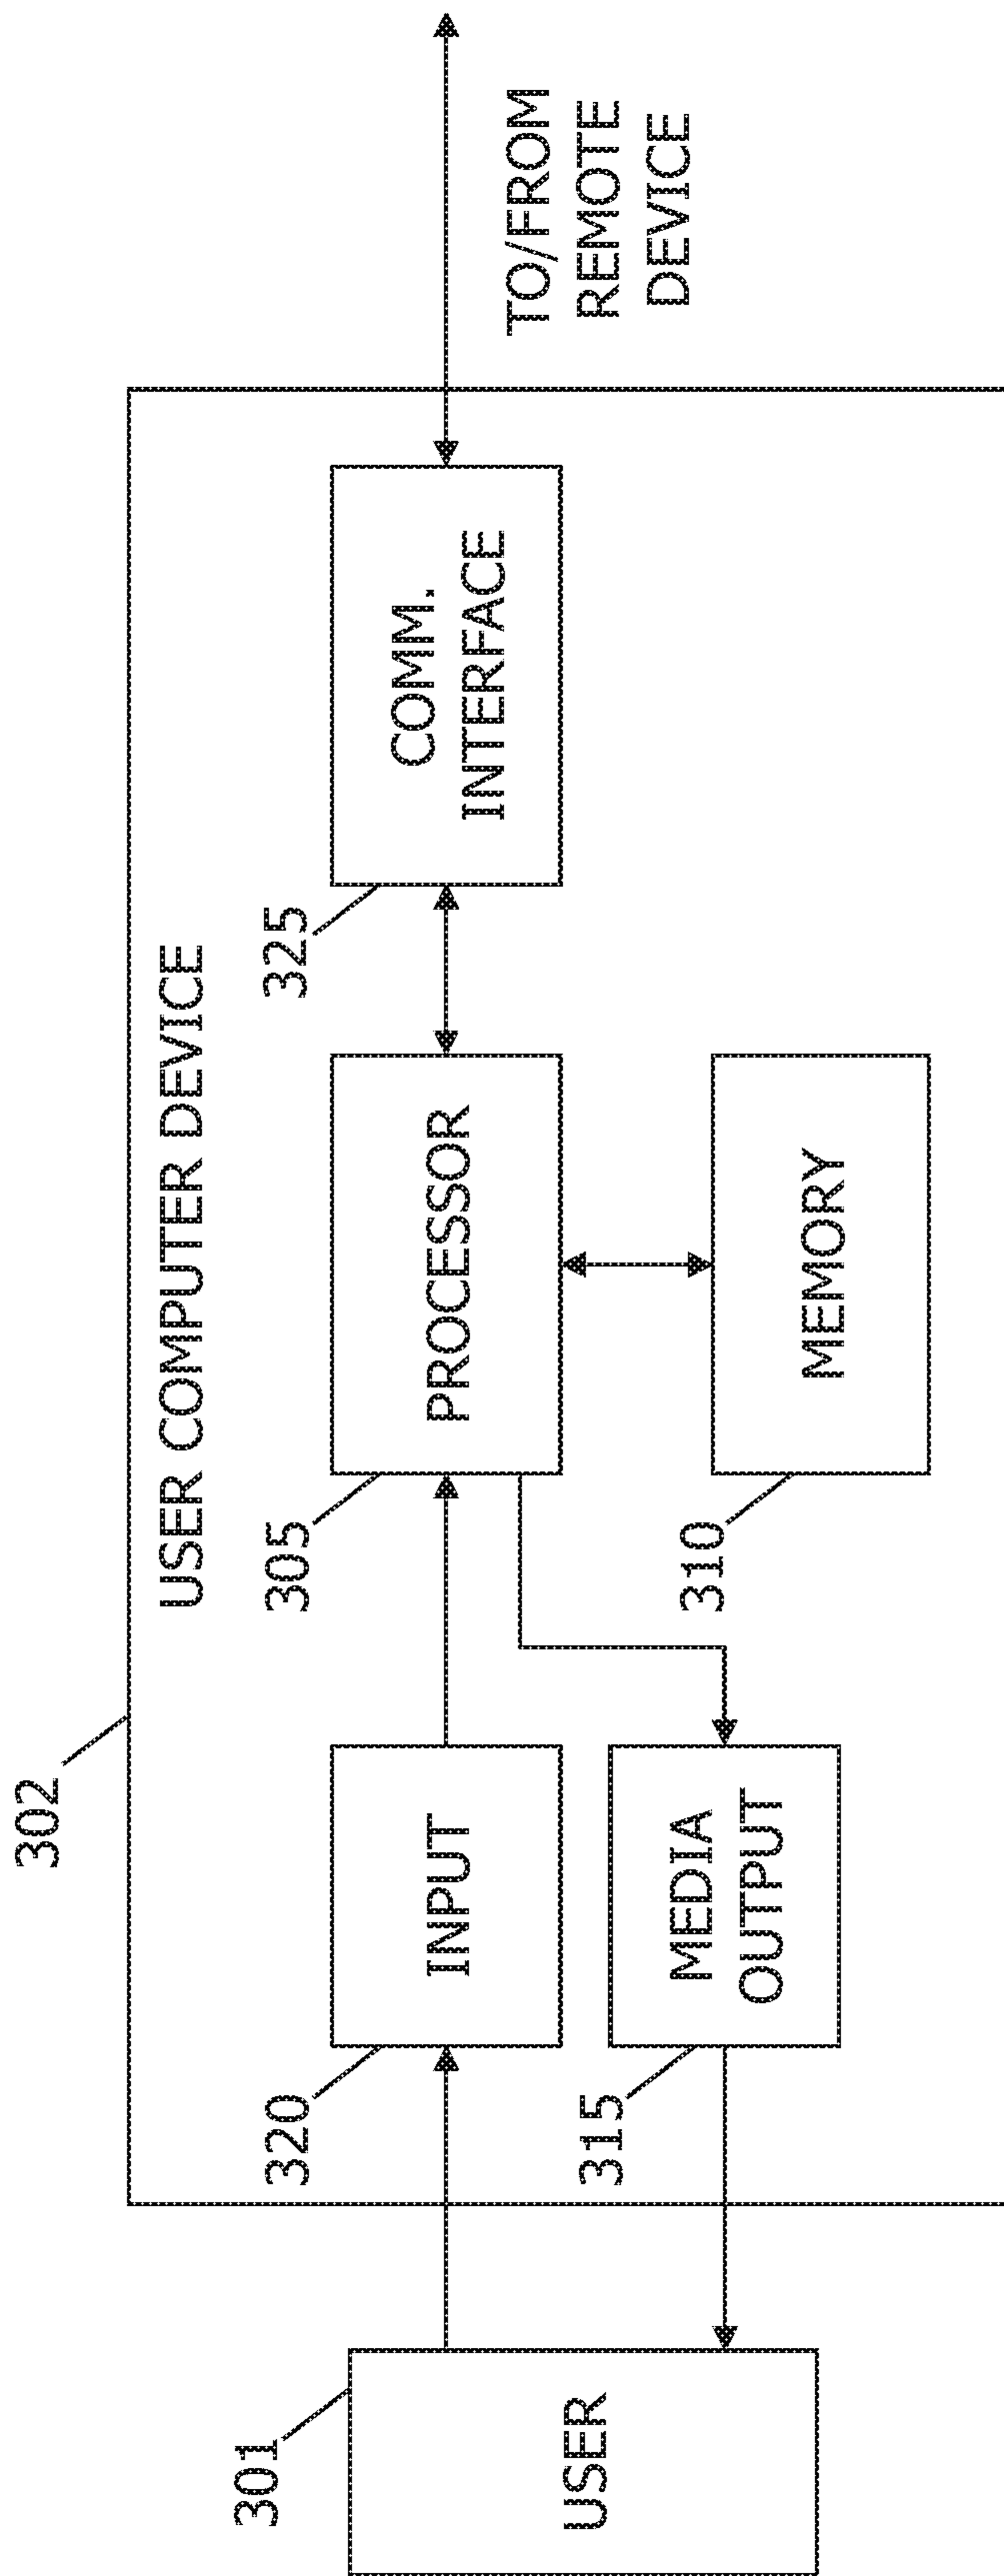 302
USER COMPUTER DEVICE
301
USER
320
INPUT
305
PROCESSOR
325
COMM.
INTERFACE
TO/FROM
REMOTE
DEVICE
315
MEDIA
OUTPUT
310
MEMORY